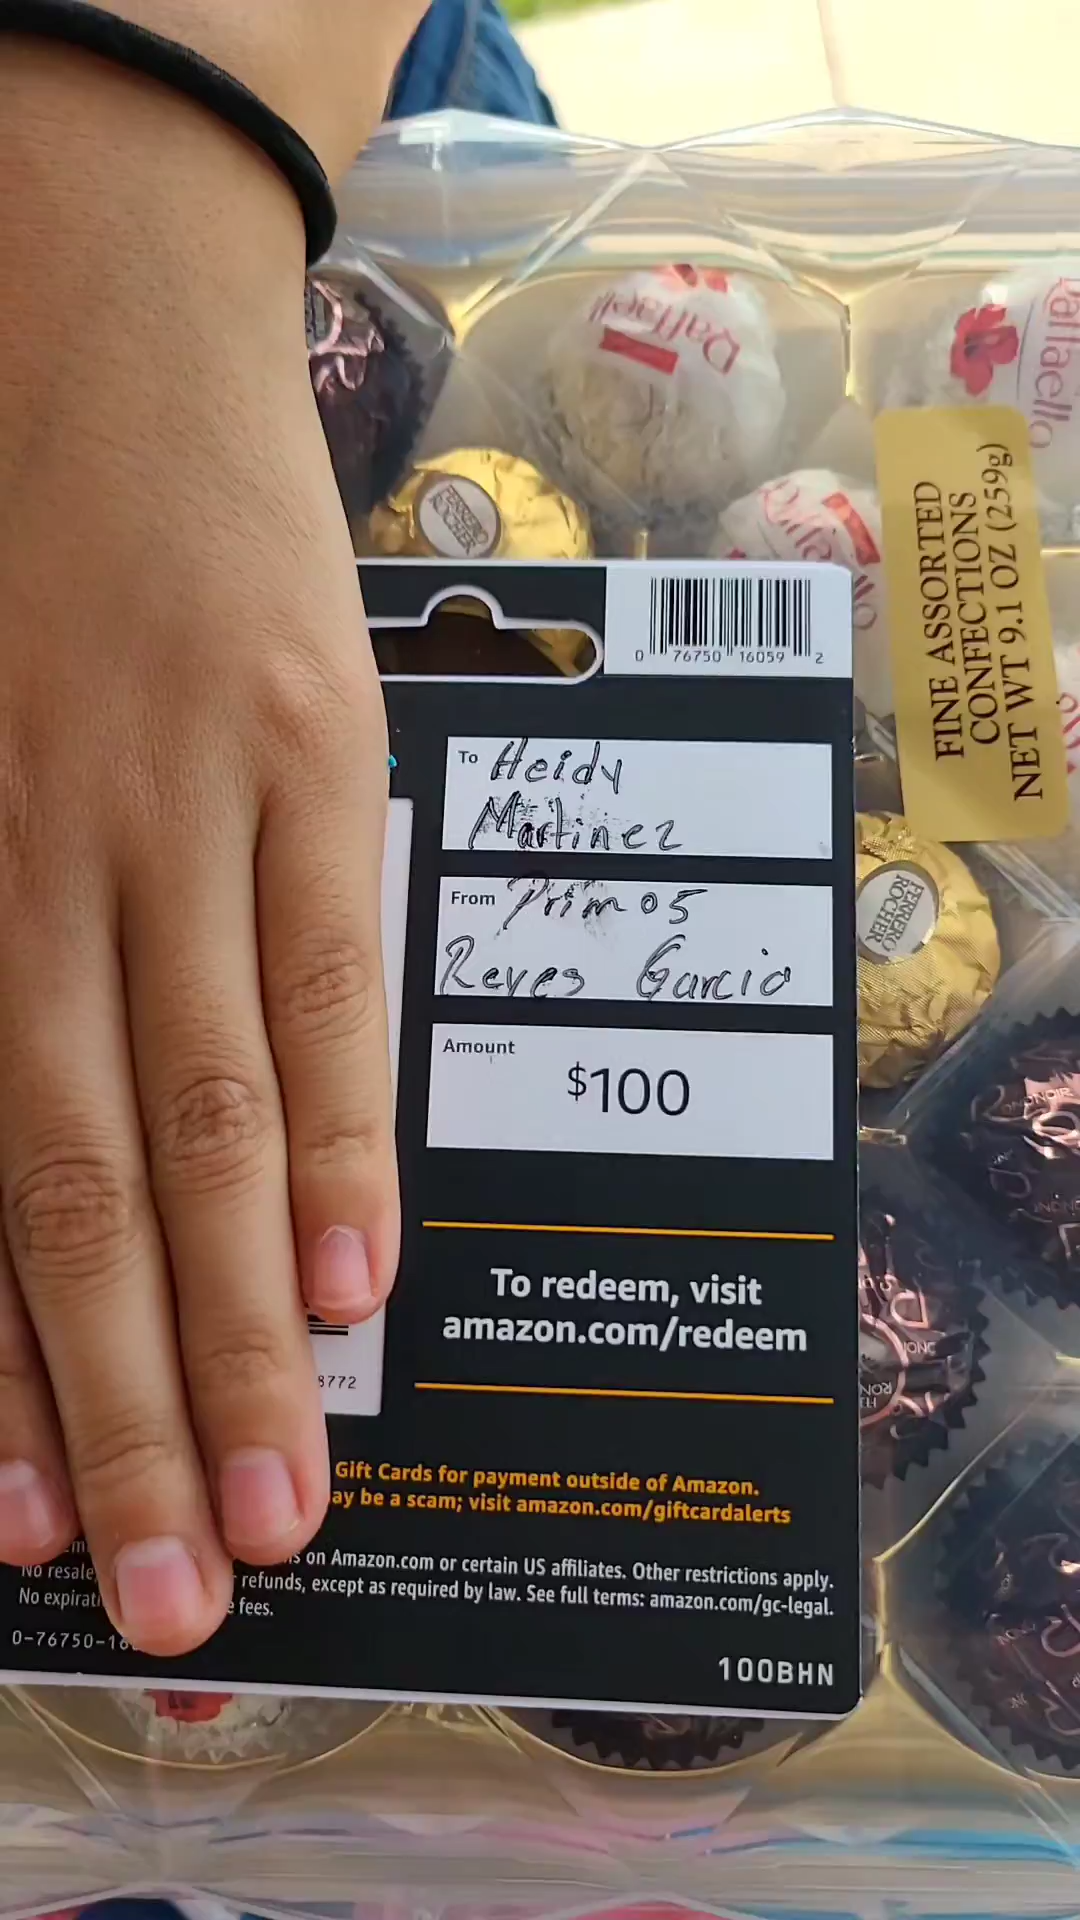 Raffaello
Raffaello
FERRERO
ROCHER
Raffaello
FINE ASSORTED
CONFECTIONS
NET WT 9.1 OZ (259g)
0 76750 16059 2
To Heidy
Martinez
From Primos
Reyes Garcia
Amount
$100
FERRERO
ROCHER
To redeem, visit
amazon.com/redeem
8772
Gift Cards for payment outside of Amazon.
ay be a scam; visit amazon.com/giftcardalerts
on Amazon.com or certain US affiliates. Other restrictions apply.
No resale, refunds, except as required by law. See full terms: amazon.com/gc-legal.
No expirati fees.
0-76750-16
100BHN